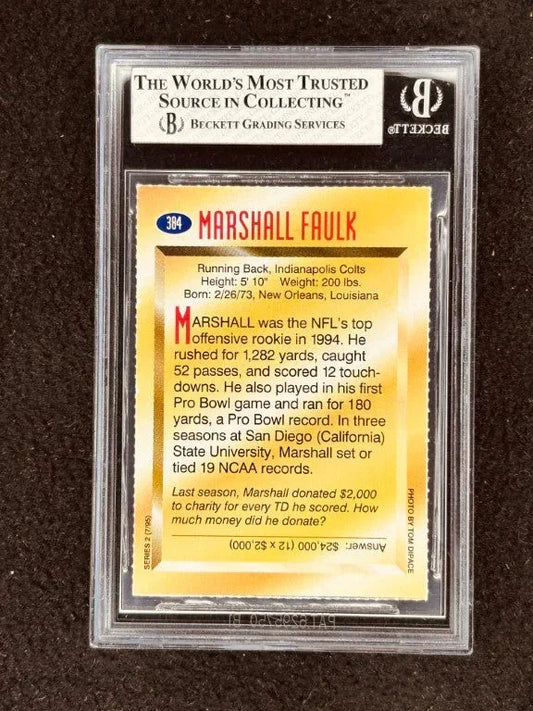 THE WORLD'S MOST TRUSTED
SOURCE IN COLLECTING™
B BECKETT GRADING SERVICES
B
BECKETT
384 MARSHALL FAULK
Running Back, Indianapolis Colts
Height: 5' 10" Weight: 200 lbs.
Born: 2/26/73, New Orleans, Louisiana
MARSHALL was the NFL's top
offensive rookie in 1994. He
rushed for 1,282 yards, caught
52 passes, and scored 12 touch-
downs. He also played in his first
Pro Bowl game and ran for 180
yards, a Pro Bowl record. In three
seasons at San Diego (California)
State University, Marshall set or
tied 19 NCAA records.
Last season, Marshall donated $2,000
to charity for every TD he scored. How
much money did he donate?
Answer: $24,000 (12 x $2,000)
SERIES 2 (7/95)
PHOTO BY TOM DIPACE